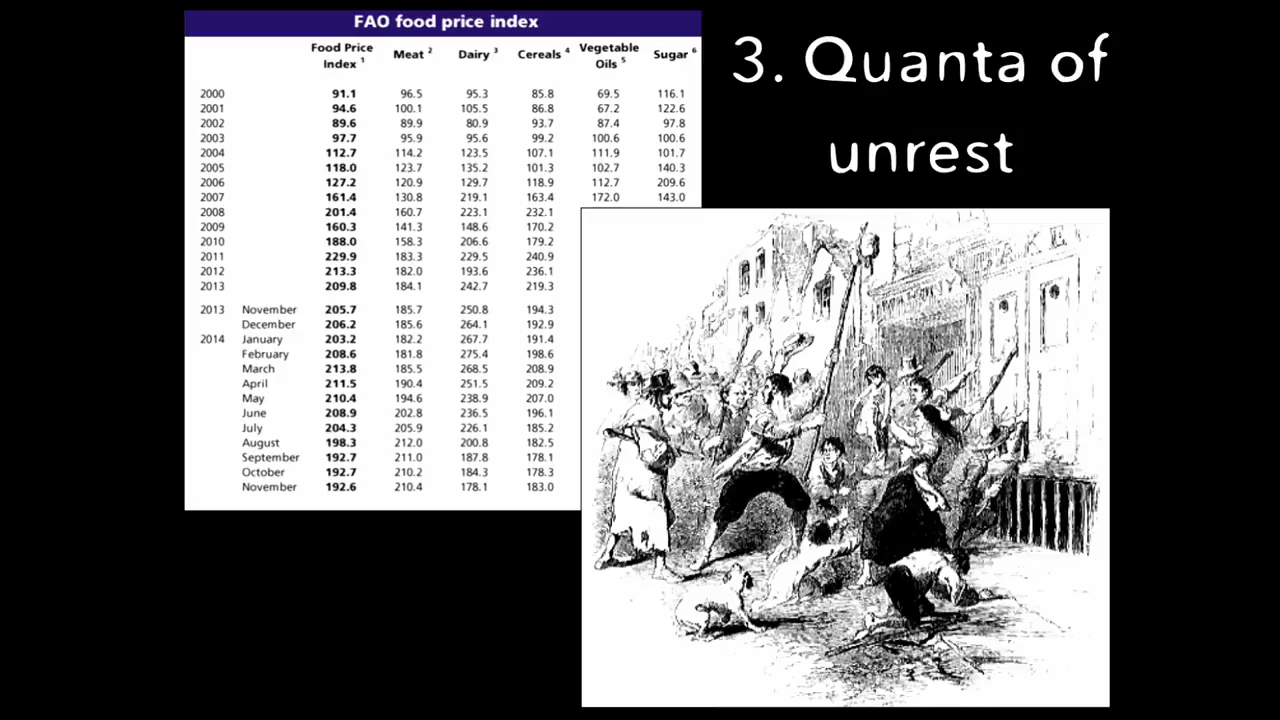 FAO food price index
Food Price Index 1 Meat 2 Dairy 3 Cereals 4 Vegetable Oils 5 Sugar 6
2000 91.1 96.5 95.3 85.8 69.5 116.1
2001 94.6 100.1 105.5 86.8 67.2 122.6
2002 89.6 89.9 80.9 93.7 87.4 97.8
2003 97.7 95.9 95.6 99.2 100.6 100.6
2004 112.7 114.2 123.5 107.1 111.9 101.7
2005 118.0 123.7 135.2 101.3 102.7 140.3
2006 127.2 120.9 129.7 118.9 112.7 209.6
2007 161.4 130.8 219.1 163.4 172.0 143.0
2008 201.4 160.7 223.1 232.1
2009 160.3 141.3 148.6 170.2
2010 188.0 158.3 206.6 179.2
2011 229.9 183.3 229.5 240.9
2012 213.3 182.0 193.6 236.1
2013 209.8 184.1 242.7 219.3
2013 November 205.7 185.7 250.8 194.3
December 206.2 185.6 264.1 192.9
2014 January 203.2 182.2 267.7 191.4
February 208.6 181.8 275.4 198.6
March 213.8 185.5 268.5 208.9
April 211.5 190.4 251.5 209.2
May 210.4 194.6 238.9 207.0
June 208.9 202.8 236.5 196.1
July 204.3 205.9 226.1 185.2
August 198.3 212.0 200.8 182.5
September 192.7 211.0 187.8 178.1
October 192.7 210.2 184.3 178.3
November 192.6 210.4 178.1 183.0
3. Quanta of
unrest